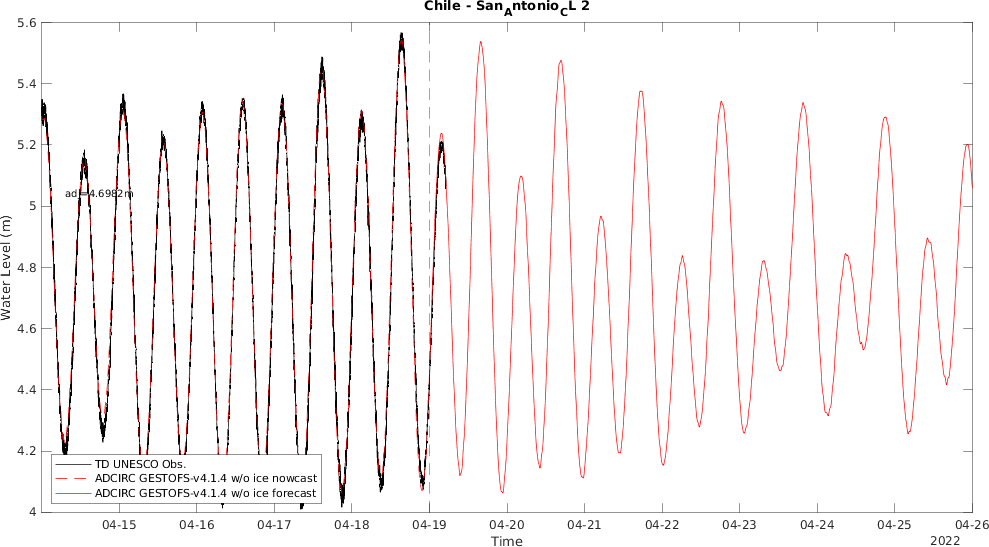 Chile - San_Antonio_CL 2
5.6
5.4
5.2
5
4.8
4.6
4.4
4.2
4
Water Level (m)
adj=4.6982m
TD UNESCO Obs.
ADCIRC GESTOFS-v4.1.4 w/o ice nowcast
ADCIRC GESTOFS-v4.1.4 w/o ice forecast
04-15 04-16 04-17 04-18 04-19 04-20 04-21 04-22 04-23 04-24 04-25 04-26
Time
2022